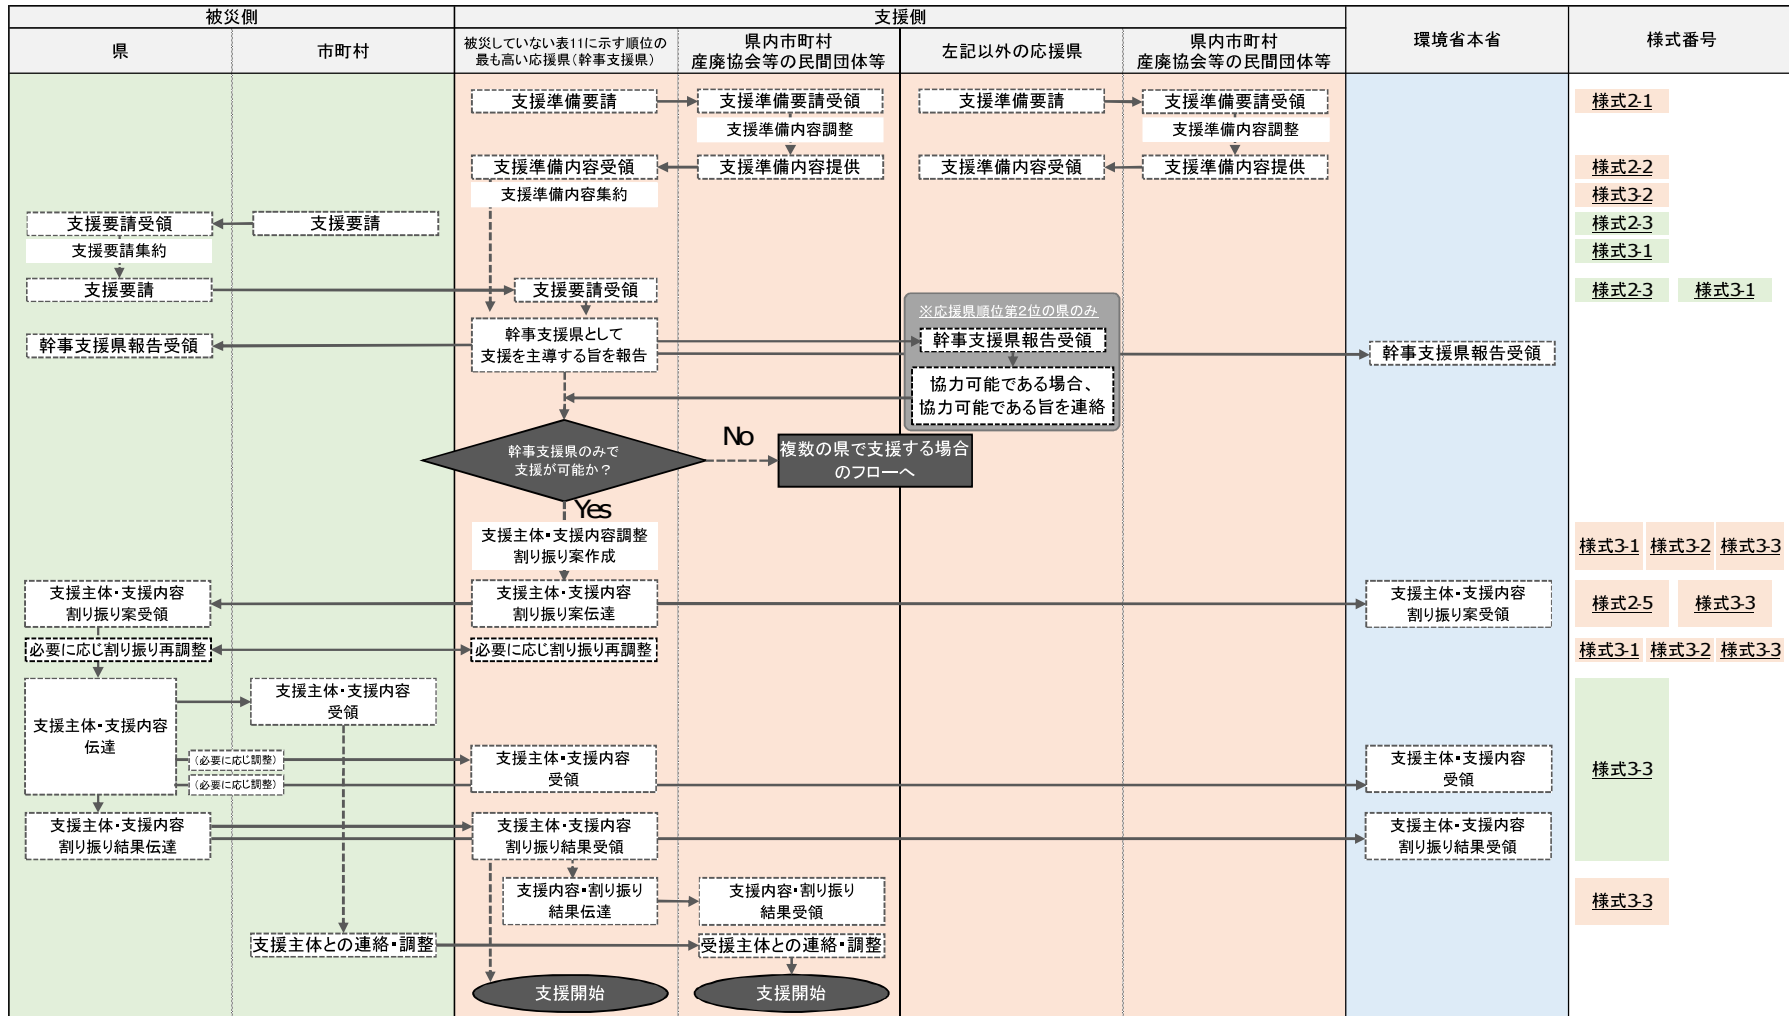 被災側
支援側
県
市町村
被災していない表11に示す順位の
最も高い応援県(幹事支援県)
県内市町村
産廃協会等の民間団体等
左記以外の応援県
県内市町村
産廃協会等の民間団体等
環境省本省
様式番号
支援準備要請
支援準備要請受領
支援準備要請
支援準備要請受領
様式2-1
支援準備内容調整
支援準備内容調整
支援準備内容受領
支援準備内容提供
支援準備内容受領
支援準備内容提供
様式2-2
支援準備内容集約
様式3-2
支援要請受領
支援要請
様式2-3
支援要請集約
様式3-1
支援要請
支援要請受領
様式2-3
様式3-1
※応援県順位第2位の県のみ
幹事支援県報告受領
幹事支援県として
支援を主導する旨を報告
幹事支援県報告受領
幹事支援県報告受領
協力可能である場合、
協力可能である旨を連絡
幹事支援県のみで
支援が可能か?
No
複数の県で支援する場合
のフローへ
Yes
支援主体・支援内容調整
割り振り案作成
様式3-1
様式3-2
様式3-3
支援主体・支援内容
割り振り案受領
支援主体・支援内容
割り振り案伝達
支援主体・支援内容
割り振り案受領
様式2-5
様式3-3
必要に応じ割り振り再調整
必要に応じ割り振り再調整
様式3-1
様式3-2
様式3-3
支援主体・支援内容
伝達
支援主体・支援内容
受領
(必要に応じ調整)
(必要に応じ調整)
支援主体・支援内容
受領
支援主体・支援内容
受領
様式3-3
支援主体・支援内容
割り振り結果伝達
支援主体・支援内容
割り振り結果受領
支援主体・支援内容
割り振り結果受領
支援内容・割り振り
結果伝達
支援内容・割り振り
結果受領
様式3-3
支援主体との連絡・調整
受援主体との連絡・調整
支援開始
支援開始